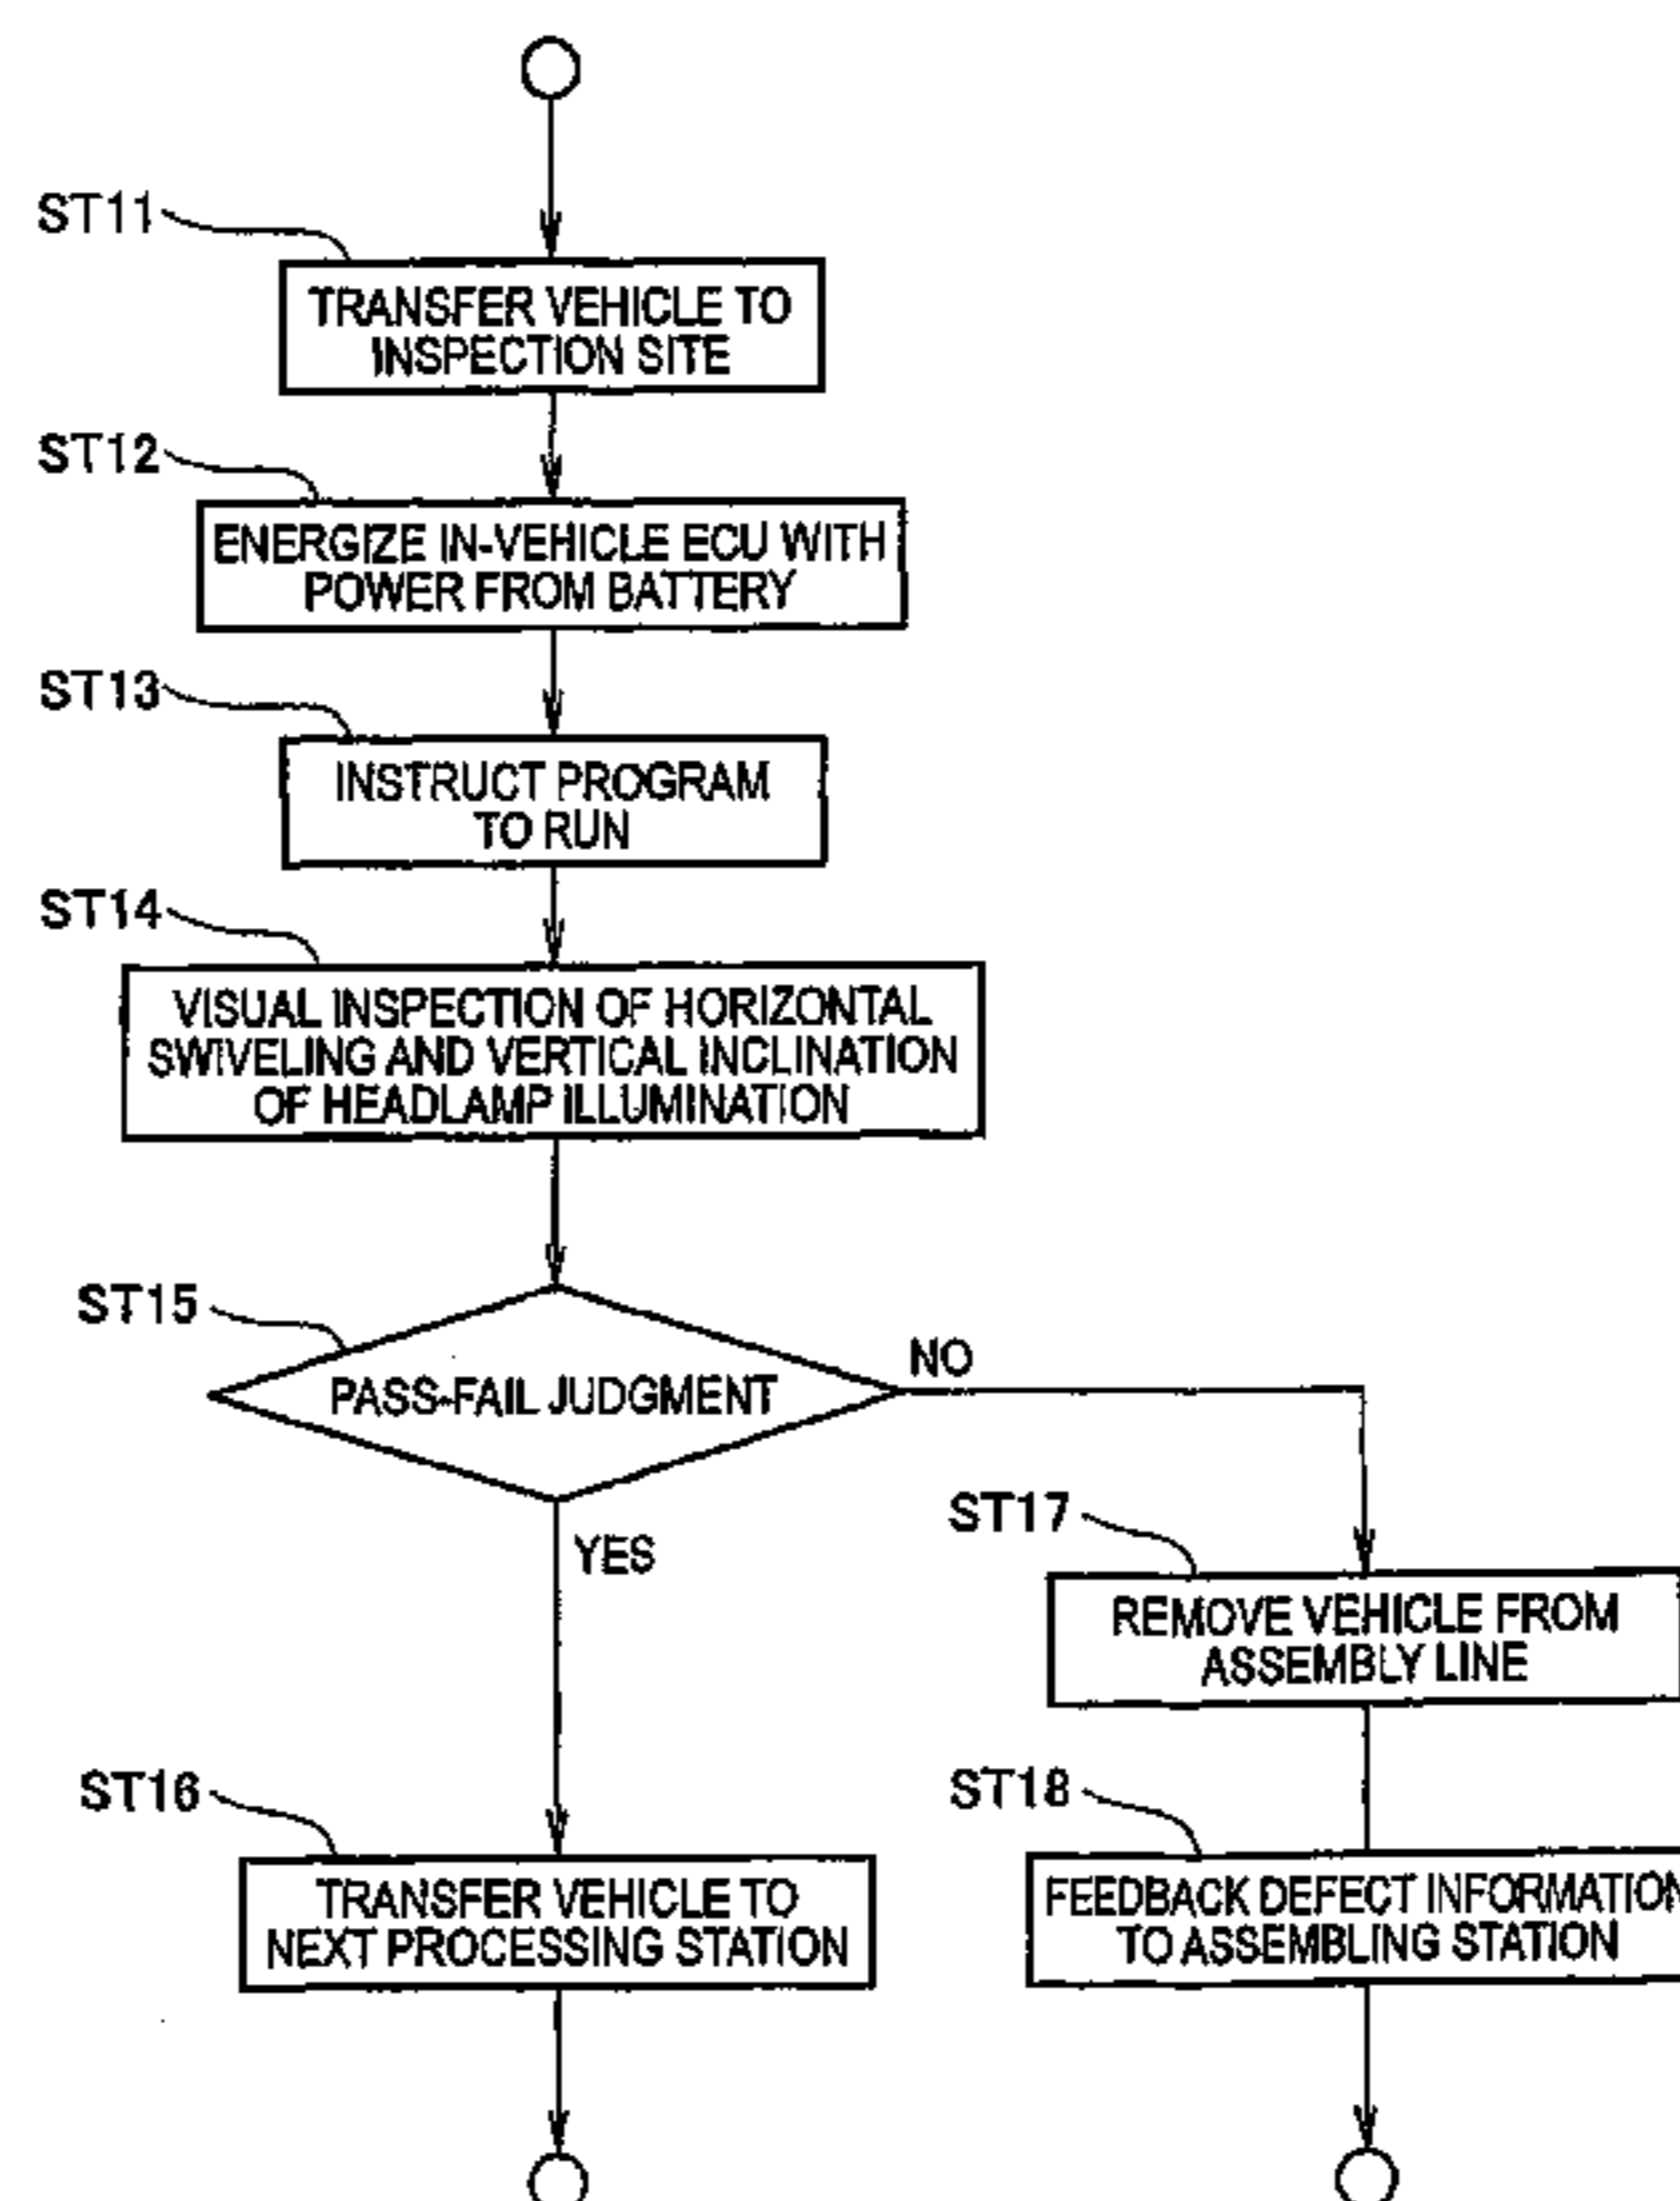 ST11
TRANSFER VEHICLE TO
INSPECTION SITE
ST12
ENERGIZE IN-VEHICLE ECU WITH
POWER FROM BATTERY
ST13
INSTRUCT PROGRAM
TO RUN
ST14
VISUAL INSPECTION OF HORIZONTAL
SWIVELING AND VERTICAL INCLINATION
OF HEADLAMP ILLUMINATION
ST15
PASS-FAIL JUDGMENT
NO
YES
ST17
REMOVE VEHICLE FROM
ASSEMBLY LINE
ST16
TRANSFER VEHICLE TO
NEXT PROCESSING STATION
ST18
FEEDBACK DEFECT INFORMATION
TO ASSEMBLING STATION